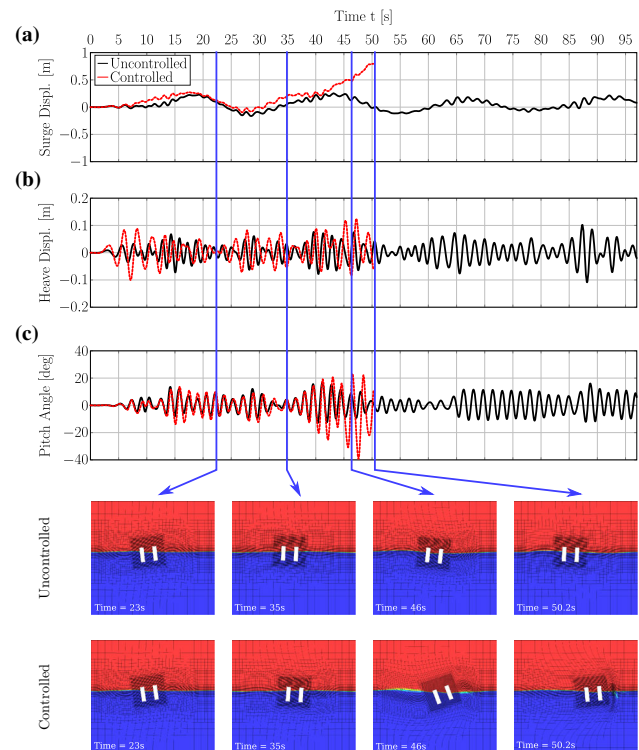 Time t [s]
(a)
0 5 10 15 20 25 30 35 40 45 50 55 60 65 70 75 80 85 90 95
Surge Displ. [m]
1
0.5
0
−0.5
−1
Uncontrolled
Controlled
(b)
Heave Displ. [m]
0.2
0.1
0
−0.1
−0.2
(c)
Pitch Angle [deg]
40
20
0
−20
−40
Uncontrolled
Time = 23s
Time = 35s
Time = 46s
Time = 50.2s
Controlled
Time = 23s
Time = 35s
Time = 46s
Time = 50.2s